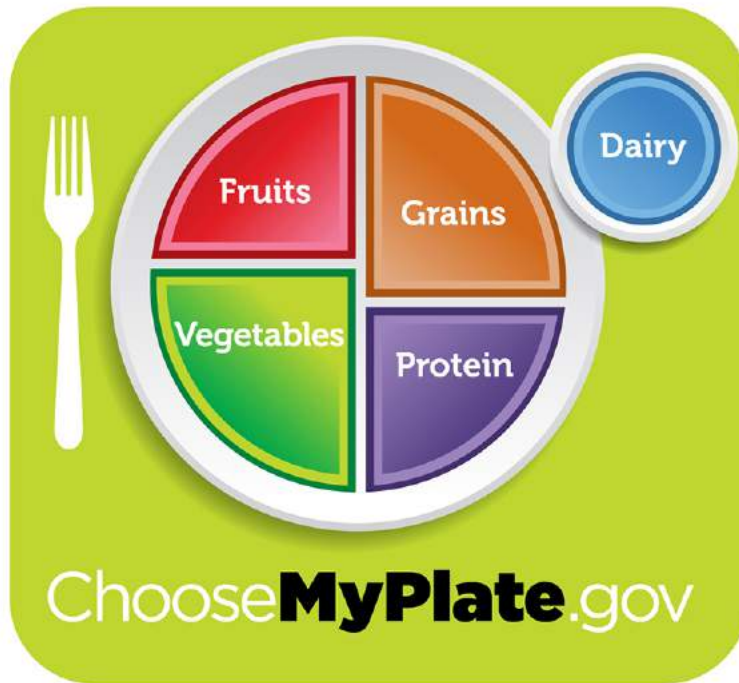 Dairy
Fruits
Grains
Vegetables
Protein
ChooseMyPlate.gov